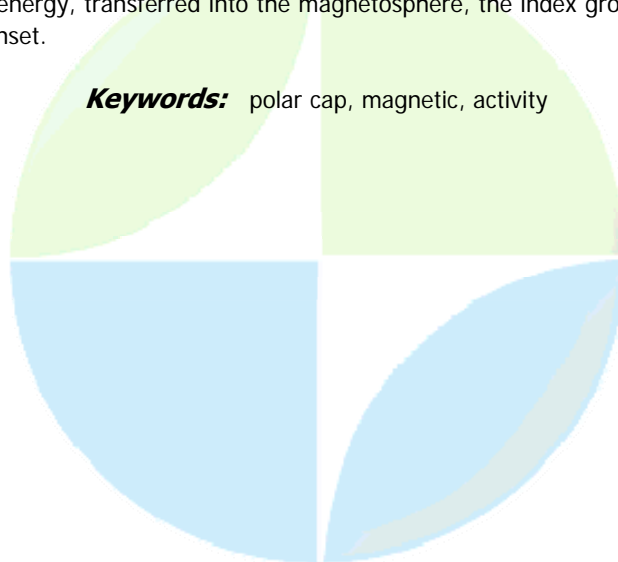 energy, transferred into the magnetosphere, the index gro
nset.
Keywords: polar cap, magnetic, activity